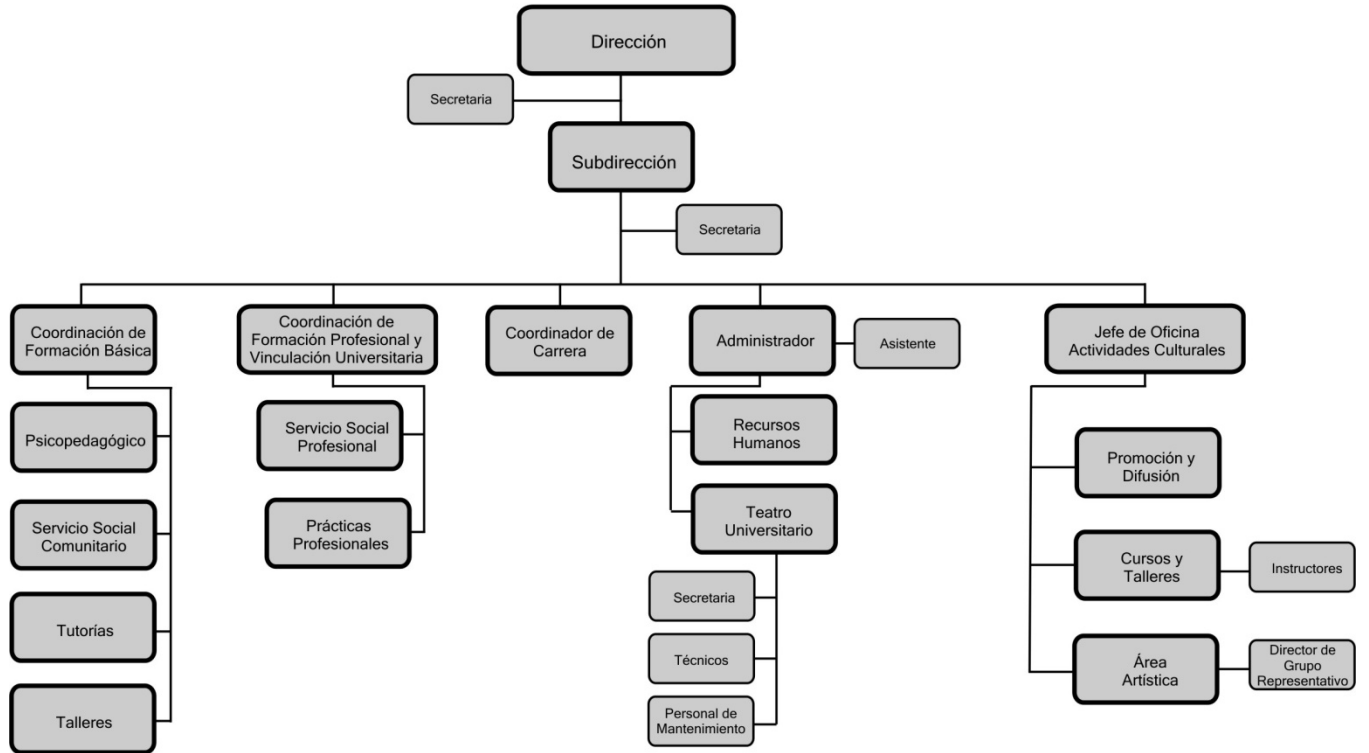 Dirección
Secretaria
Subdirección
Secretaria
Coordinación de
Formación Básica
Coordinación de
Formación Profesional y
Vinculación Universitaria
Coordinador de
Carrera
Administrador
Asistente
Jefe de Oficina
Actividades Culturales
Psicopedagógico
Servicio Social
Comunitario
Tutorías
Talleres
Servicio Social
Profesional
Prácticas
Profesionales
Recursos
Humanos
Teatro
Universitario
Secretaria
Técnicos
Personal de
Mantenimiento
Promoción y
Difusión
Cursos y
Talleres
Instructores
Área
Artística
Director de
Grupo
Representativo